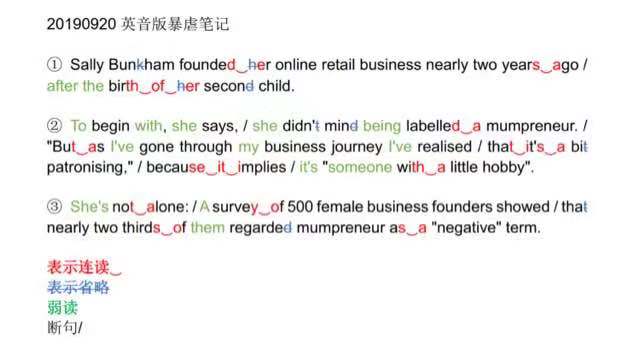 20190920 英音版暴虐笔记
① Sally Bunkham founded‿her online retail business nearly two years‿ago /
after the birth‿of‿her second child.
② To begin with, she says, / she didn't mind being labelled‿a mumpreneur. /
"But‿as I've gone through my business journey I've realised / that‿it's‿a bit
patronising," / because‿it‿implies / it's "someone with‿a little hobby".
③ She's not‿alone: / A survey‿of 500 female business founders showed / that
nearly two thirds‿of them regarded mumpreneur as‿a "negative" term.
表示连读‿
表示省略
弱读
断句/